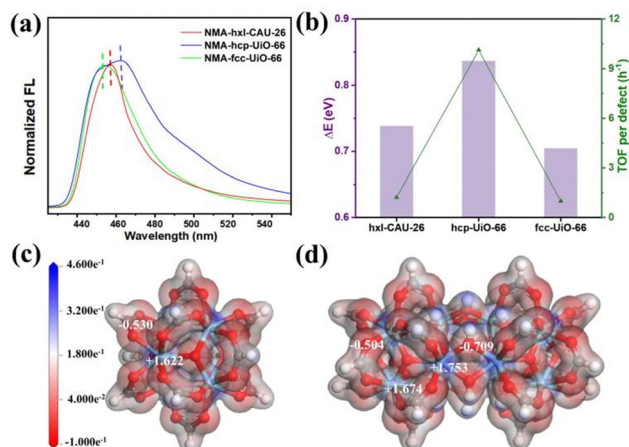 (a)
NMA-hxl-CAU-26
NMA-hcp-UiO-66
NMA-fcc-UiO-66
Normalized FL
440 460 480 500 520 540
Wavelength (nm)
(b)
ΔE (eV)
0.9
0.8
0.7
0.6
hxl-CAU-26 hcp-UiO-66 fcc-UiO-66
15
12
9
6
3
0
TOF per defect (h⁻¹)
(c)
4.600e⁻¹
3.200e⁻¹
1.800e⁻¹
4.000e⁻²
-1.000e⁻¹
-0.530
+1.622
(d)
-0.504
-0.709
+1.753
+1.674